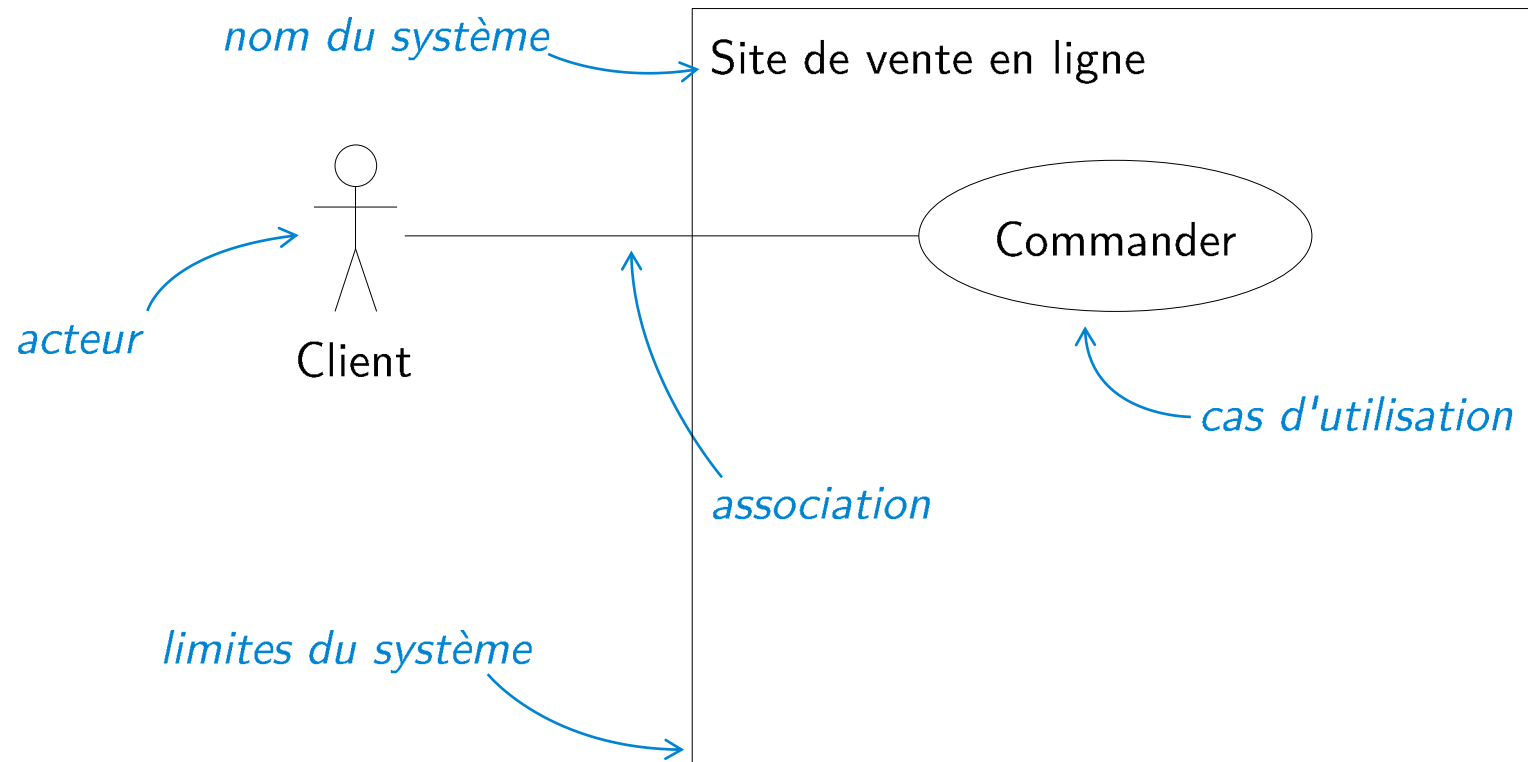 nom du système
Site de vente en ligne
Commander
acteur
Client
cas d'utilisation
association
limites du système